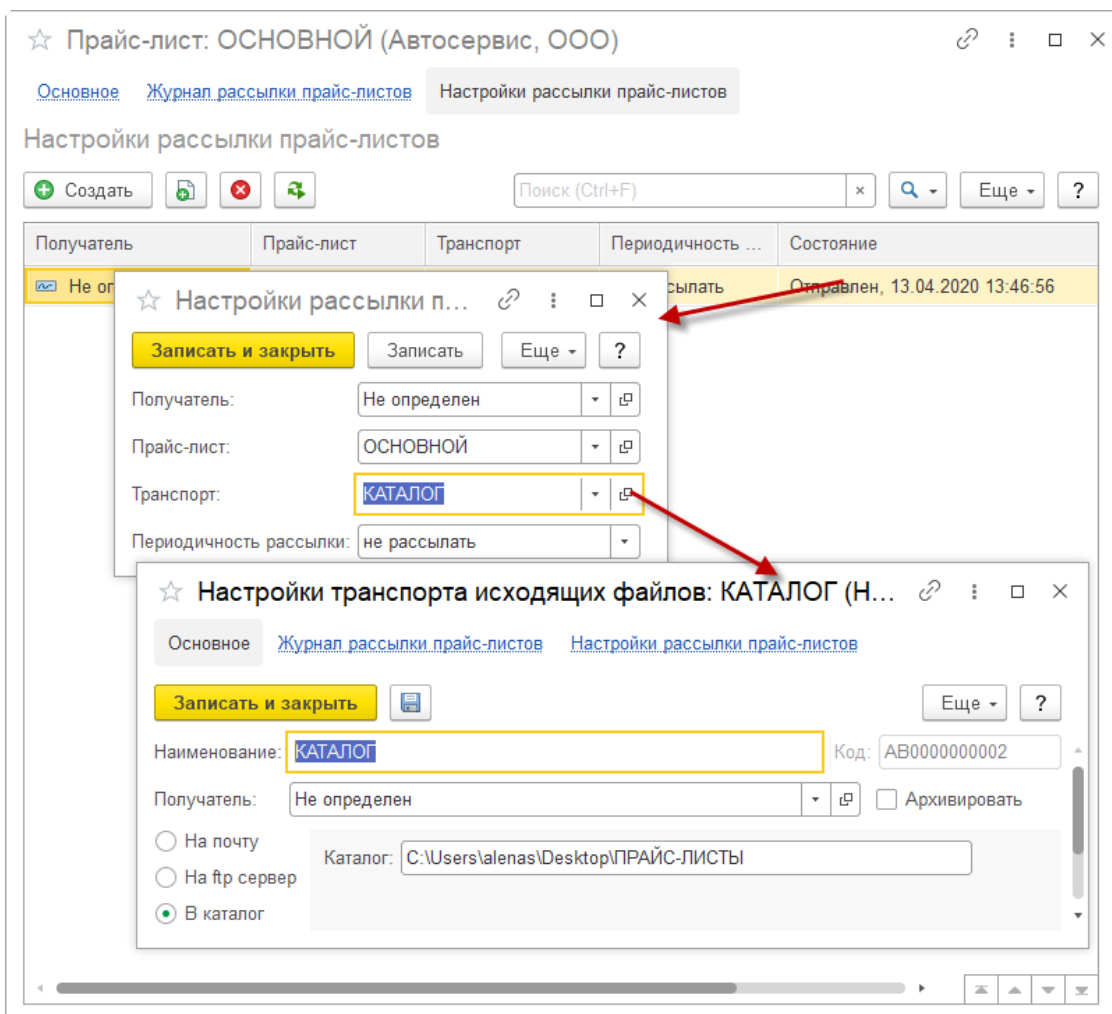 Прайс-лист: ОСНОВНОЙ (Автосервис, ООО)
Основное Журнал рассылки прайс-листов Настройки рассылки прайс-листов
Настройки рассылки прайс-листов
Создать Поиск (Ctrl+F) × Еще ?
Получатель Прайс-лист Транспорт Периодичность ... Состояние
Не ог сылать Отправлен, 13.04.2020 13:46:56
Настройки рассылки п...
Записать и закрыть Записать Еще ?
Получатель: Не определен
Прайс-лист: ОСНОВНОЙ
Транспорт: КАТАЛОГ
Периодичность рассылки: не рассылать
Настройки транспорта исходящих файлов: КАТАЛОГ (Н...
Основное Журнал рассылки прайс-листов Настройки рассылки прайс-листов
Записать и закрыть Еще ?
Наименование: КАТАЛОГ Код: АВ0000000002
Получатель: Не определен Архивировать
На почту
Каталог: C:\Users\alenas\Desktop\ПРАЙС-ЛИСТЫ
На ftp сервер
В каталог